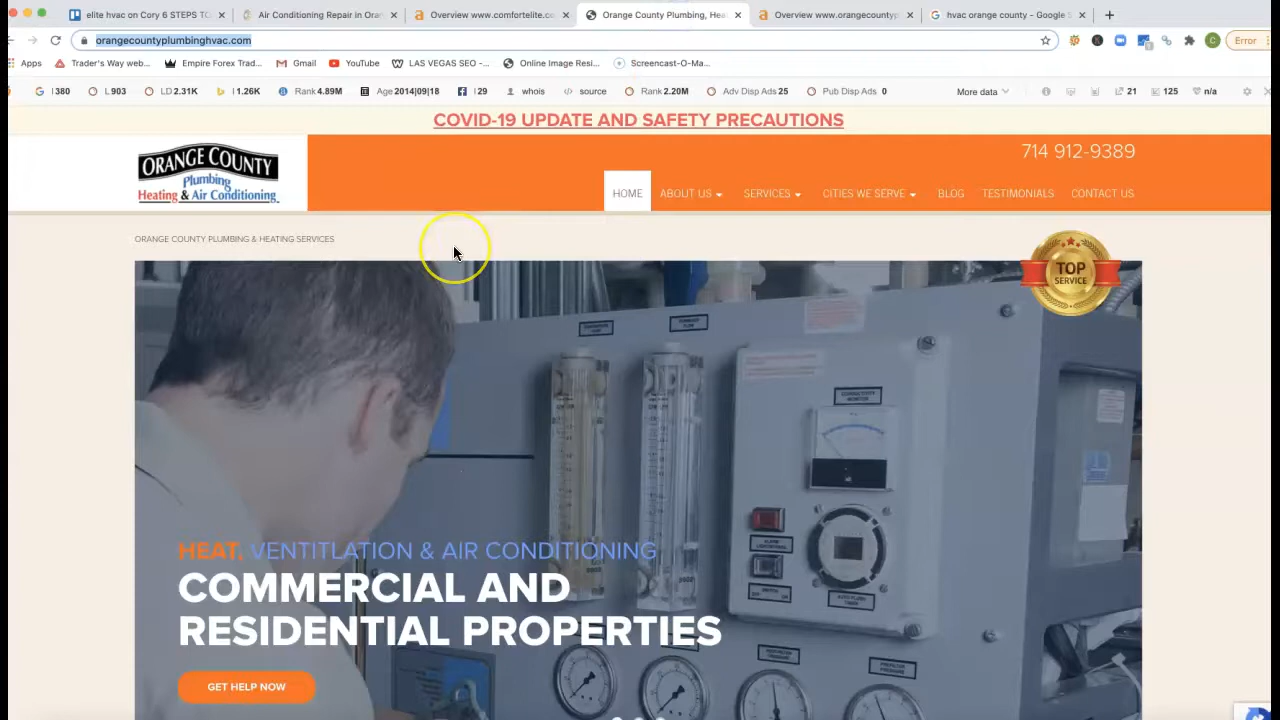 elite hvac on Cory 6 STEPS TO
Air Conditioning Repair in Oran
Overview www.comfortelite.c
Orange County Plumbing, Hea
Overview www.orangecountyp
hvac orange county - Google S
orangecountyplumbinghvac.com
C
Error
Apps
Trader's Way web...
Empire Forex Trad...
Gmail
YouTube
LAS VEGAS SEO -...
Online Image Resi...
Screencast-O-Ma...
I 380
L 903
LD 2.31K
I 1.26K
Rank 4.89M
Age 2014|09|18
I 29
whois
source
Rank 2.20M
Adv Disp Ads 25
Pub Disp Ads 0
More data
21
125
n/a
COVID-19 UPDATE AND SAFETY PRECAUTIONS
ORANGE COUNTY
Plumbing
Heating & Air Conditioning
714 912-9389
HOME
ABOUT US
SERVICES
CITIES WE SERVE
BLOG
TESTIMONIALS
CONTACT US
ORANGE COUNTY PLUMBING & HEATING SERVICES
TOP
SERVICE
HEAT, VENTITLATION & AIR CONDITIONING
COMMERCIAL AND
RESIDENTIAL PROPERTIES
GET HELP NOW